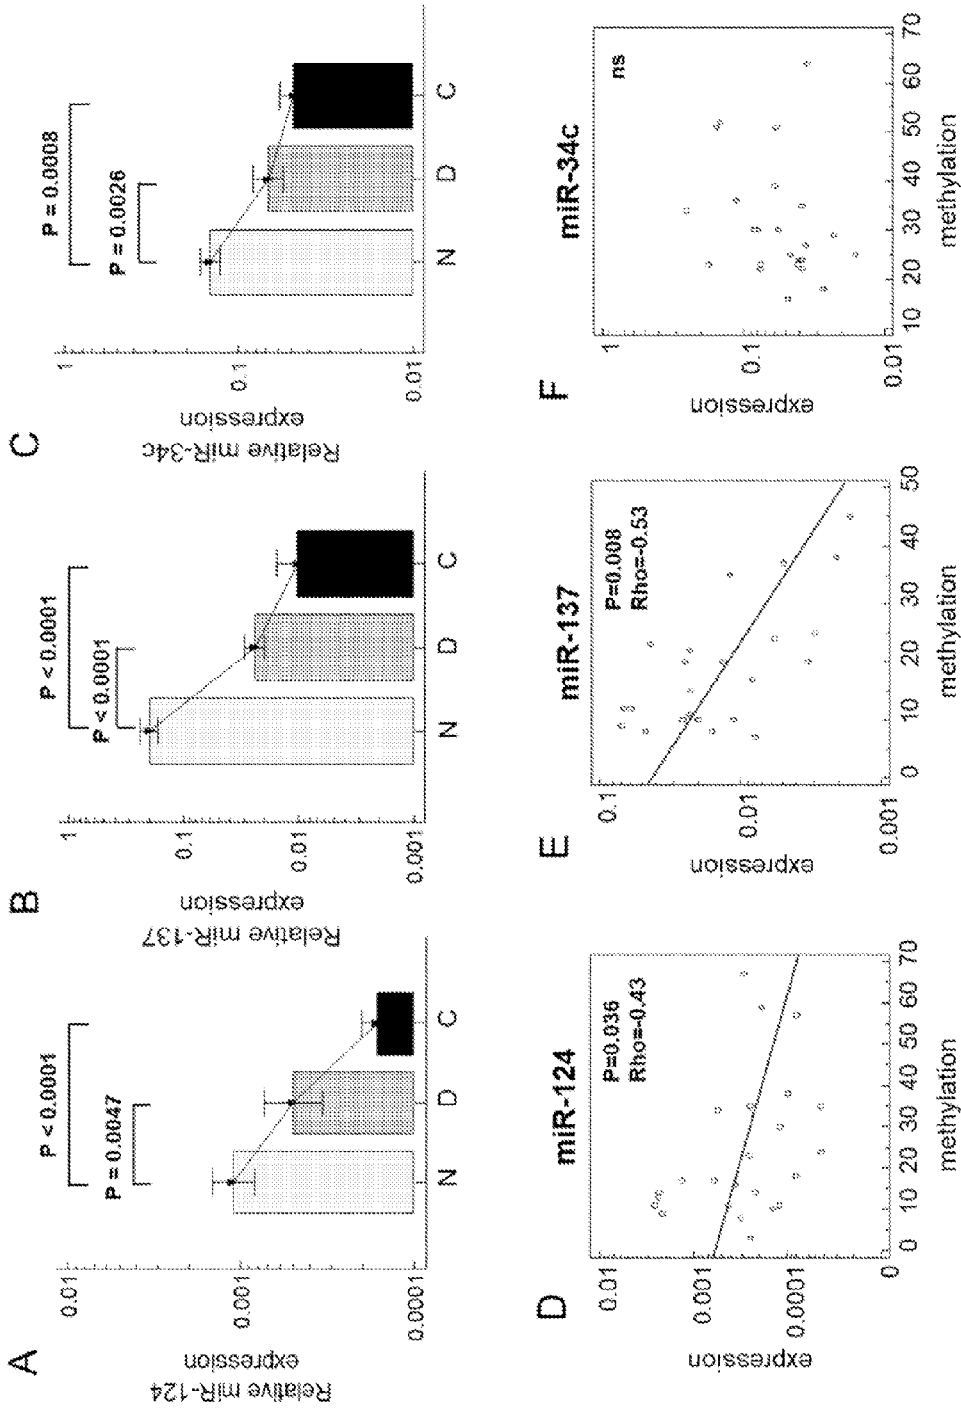 A
Relative miR-124
expression
0.01
0.001
0.0001
P < 0.0001
P = 0.0047
N
D
C
B
Relative miR-137
expression
1
0.1
0.01
0.001
P < 0.0001
P < 0.0001
N
D
C
C
Relative miR-34c
expression
1
0.1
0.01
P = 0.0008
P = 0.0026
N
D
C
D
miR-124
expression
0.01
0.001
0.0001
0
P=0.036
Rho=-0.43
0 10 20 30 40 50 60 70
methylation
E
miR-137
expression
0.1
0.01
0.001
P=0.008
Rho=-0.53
0 10 20 30 40 50
methylation
F
miR-34c
expression
1
0.1
0.01
ns
10 20 30 40 50 60 70
methylation